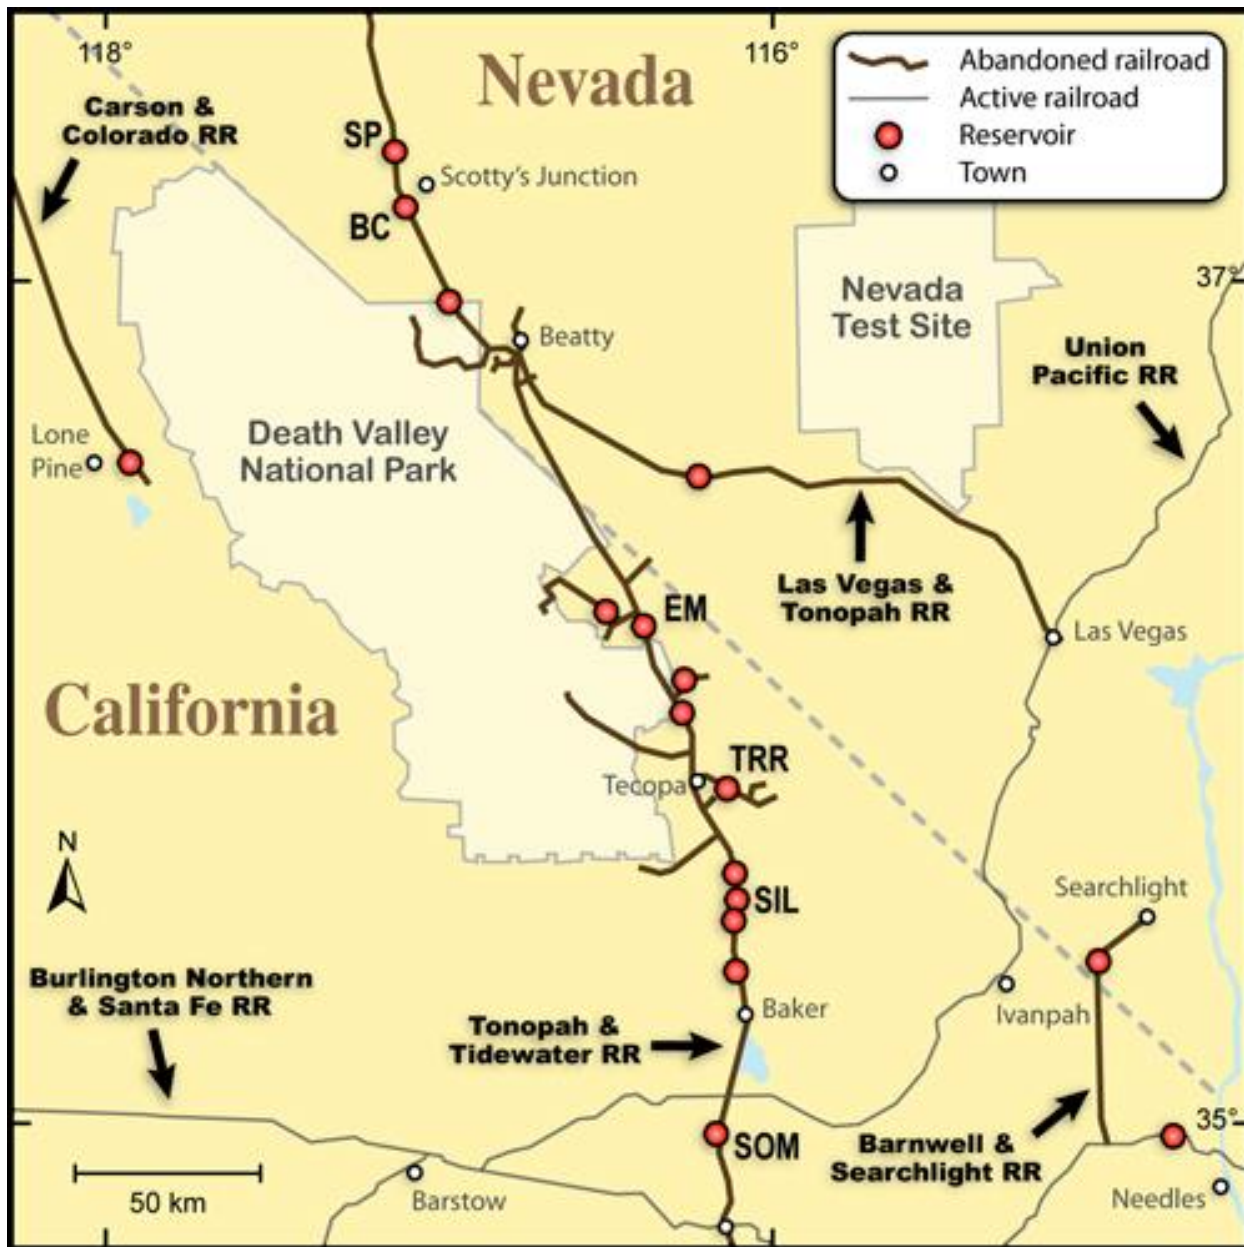 118°
116°
Nevada
Abandoned railroad
Active railroad
Reservoir
Town
Carson &
Colorado RR
SP
Scotty's Junction
BC
37°
Nevada
Test Site
Beatty
Union
Pacific RR
Death Valley
National Park
Lone
Pine
Las Vegas &
Tonopah RR
EM
Las Vegas
California
TRR
Tecopa
N
SIL
Searchlight
Burlington Northern
& Santa Fe RR
Baker
Ivanpah
Tonopah &
Tidewater RR
35°
SOM
Barnwell &
Searchlight RR
50 km
Barstow
Needles